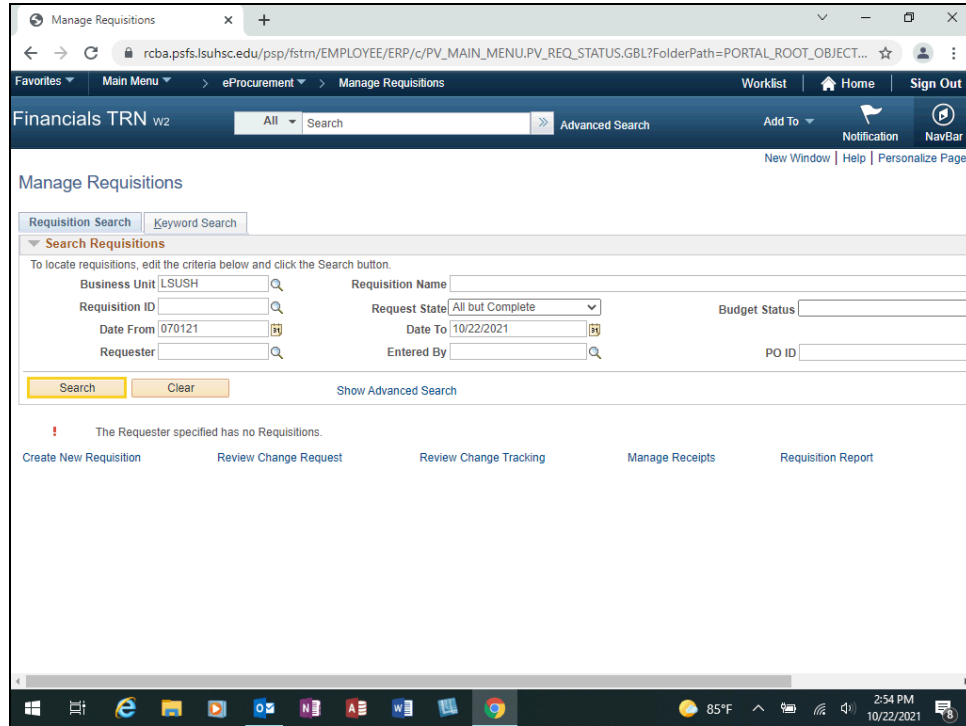 Manage Requisitions
rcba.psfs.lsuhsc.edu/psp/fstrn/EMPLOYEE/ERP/c/PV_MAIN_MENU.PV_REQ_STATUS.GBL?FolderPath=PORTAL_ROOT_OBJECT...
Favorites Main Menu > eProcurement > Manage Requisitions Worklist Home Sign Out
Financials TRN W2 All Search » Advanced Search Add To Notification NavBar
New Window | Help | Personalize Page
Manage Requisitions
Requisition Search Keyword Search
Search Requisitions
To locate requisitions, edit the criteria below and click the Search button.
Business Unit LSUSH Requisition Name
Requisition ID Request State All but Complete Budget Status
Date From 070121 31 Date To 10/22/2021 31
Requester Entered By PO ID
Search Clear Show Advanced Search
! The Requester specified has no Requisitions.
Create New Requisition Review Change Request Review Change Tracking Manage Receipts Requisition Report
85°F 2:54 PM
10/22/2021 8